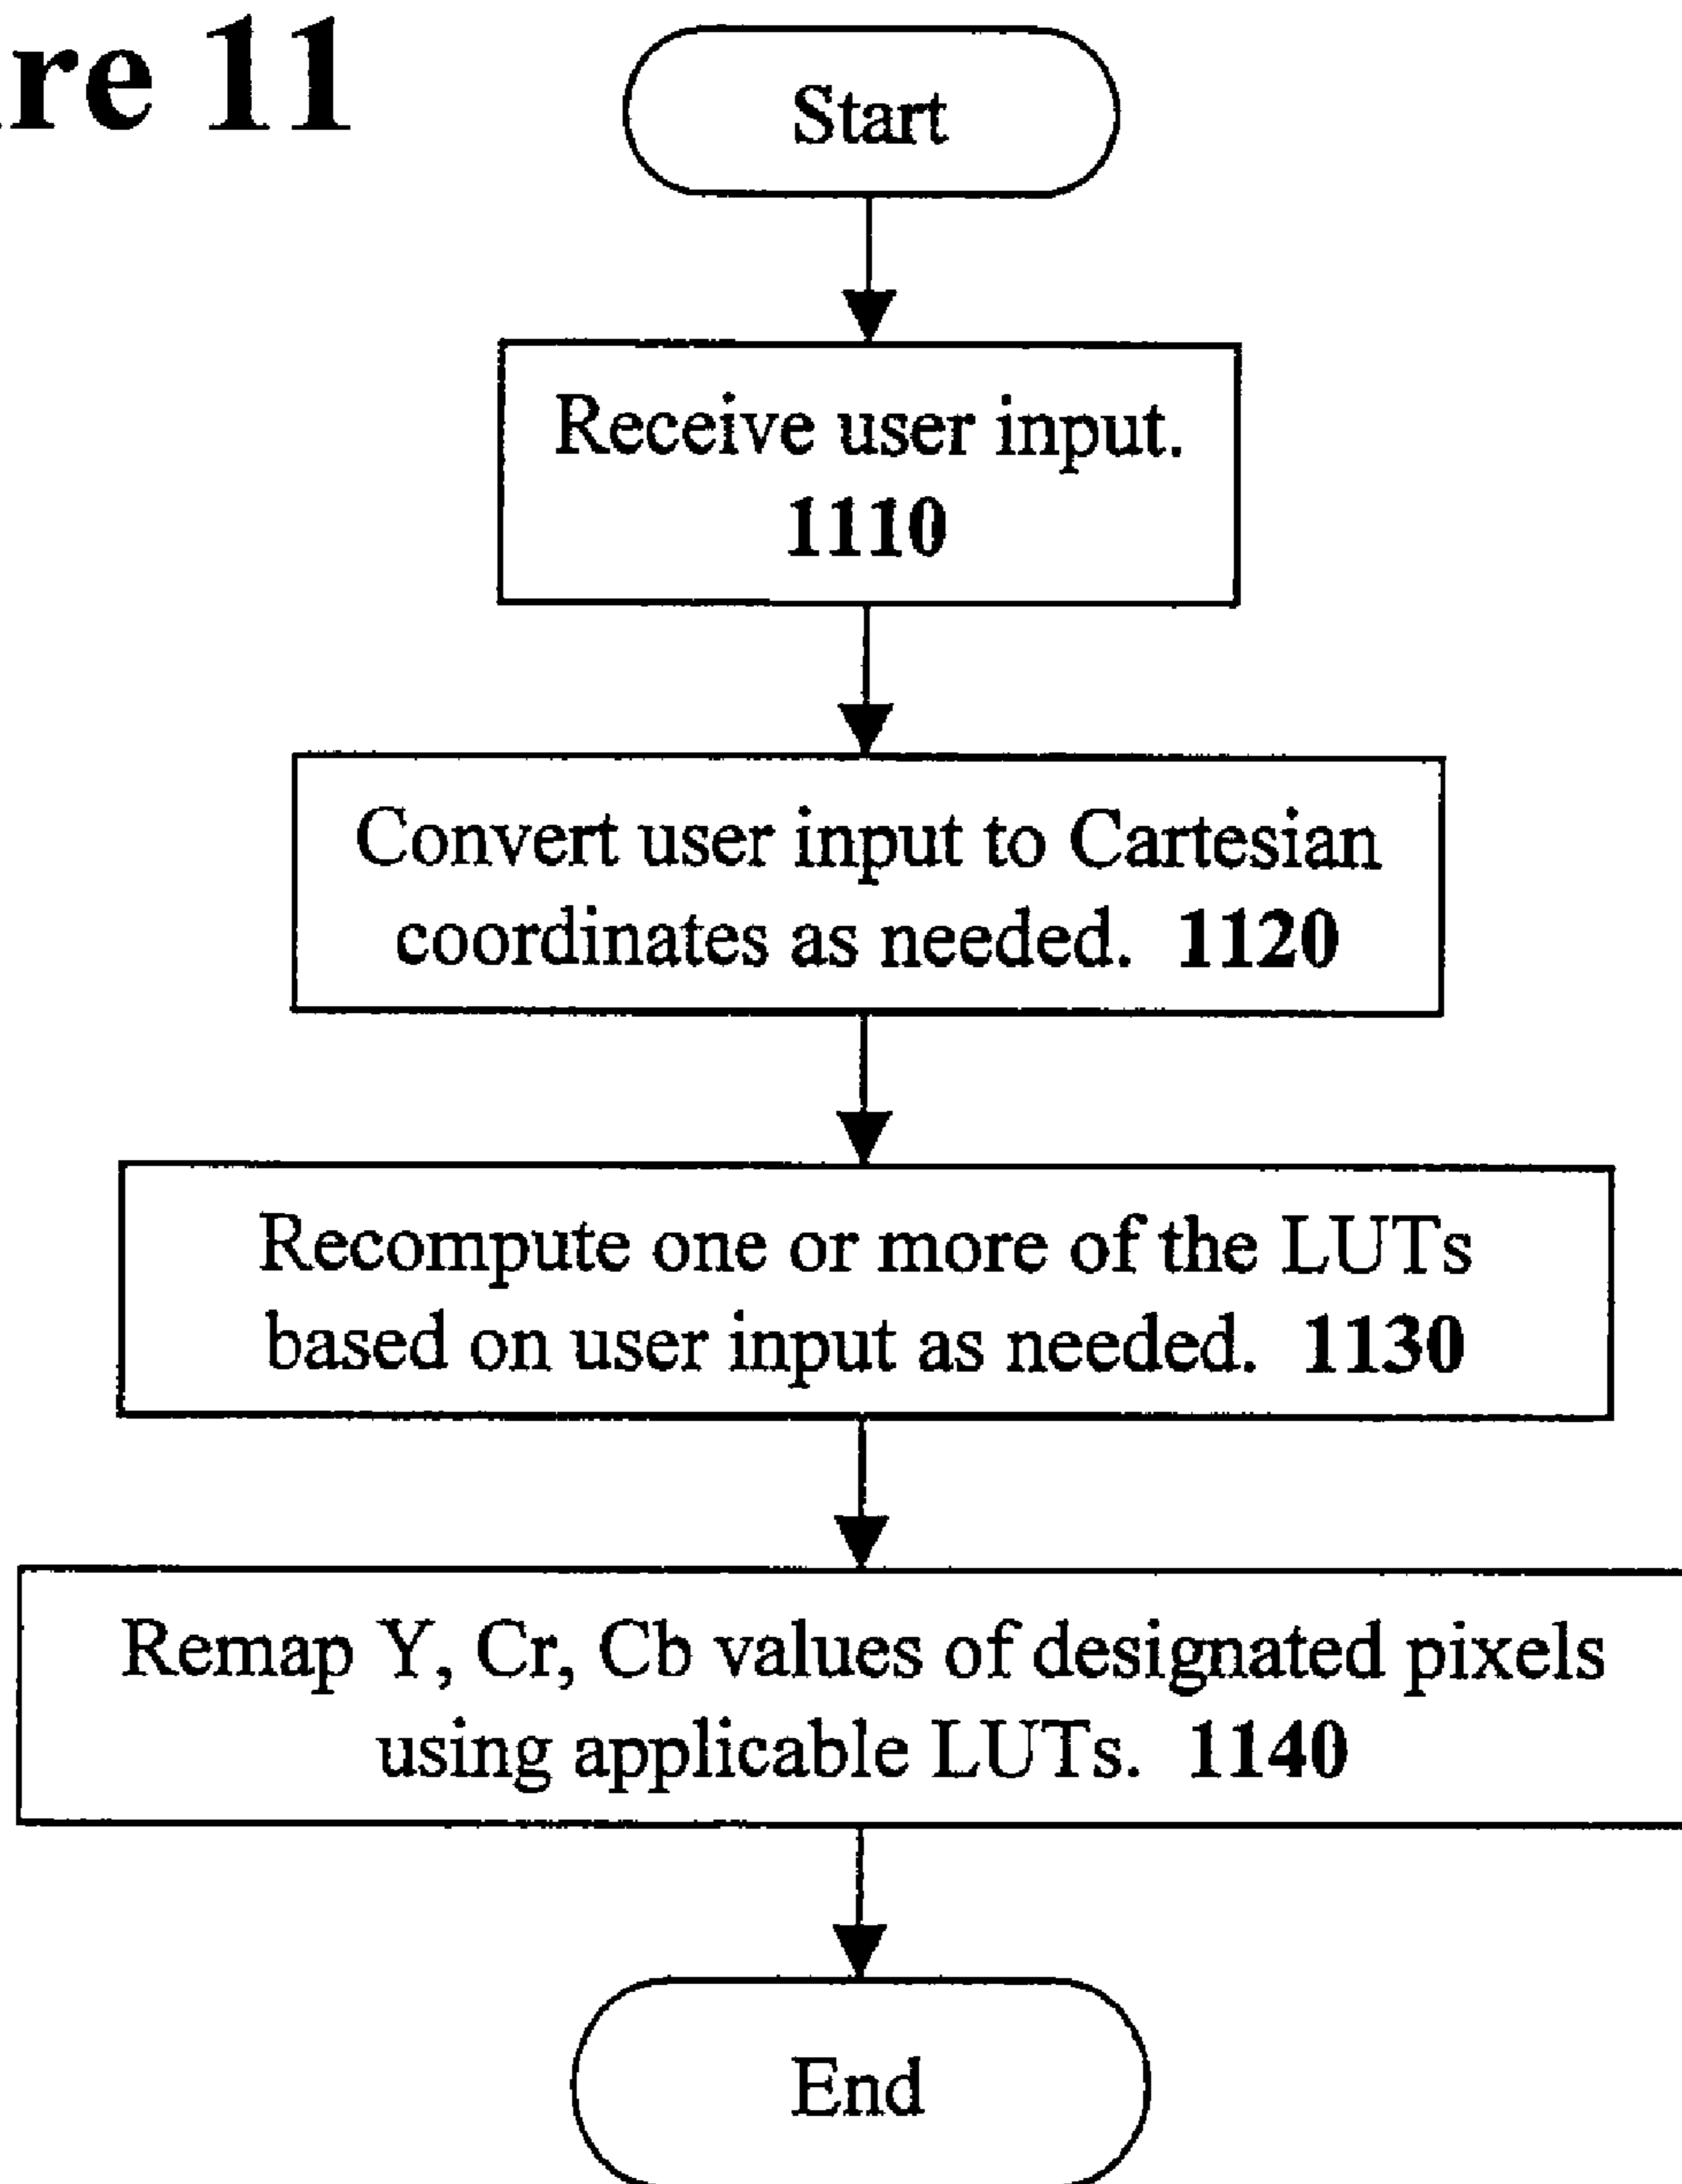 re 11
Start
Receive user input.
1110
Convert user input to Cartesian
coordinates as needed. 1120
Recompute one or more of the LUTs
based on user input as needed. 1130
Remap Y, Cr, Cb values of designated pixels
using applicable LUTs. 1140
End